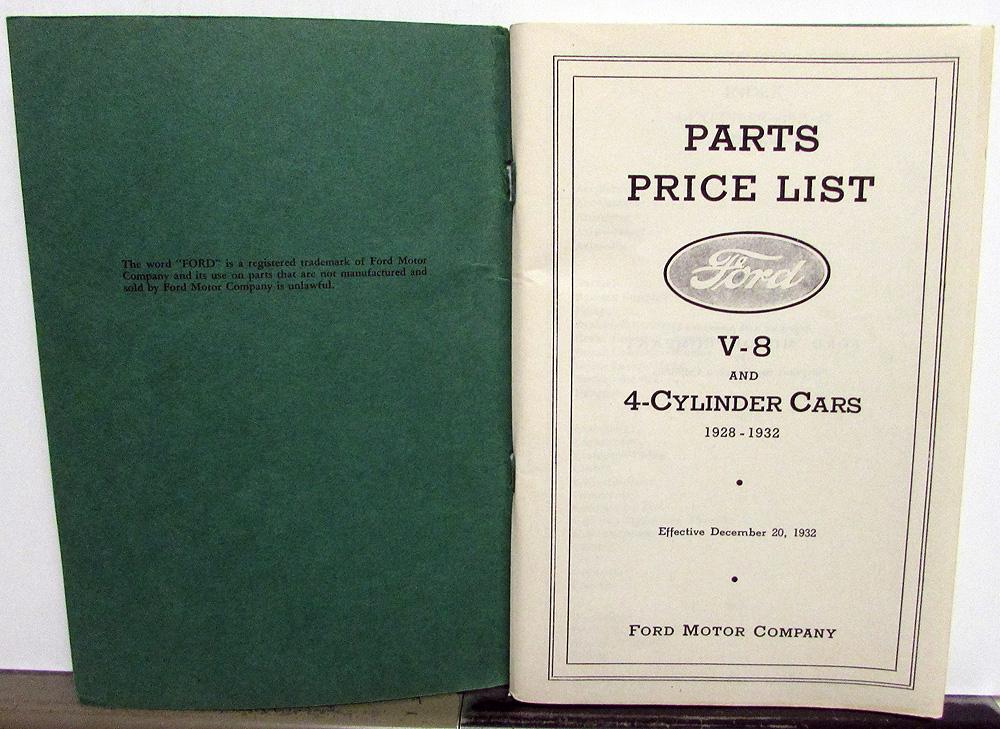 The word "FORD" is a registered trademark of Ford Motor
Company and its use on parts that are not manufactured and
sold by Ford Motor Company is unlawful.
PARTS
PRICE LIST
Ford
V-8
AND
4-CYLINDER CARS
1928-1932
Effective December 20, 1932
FORD MOTOR COMPANY